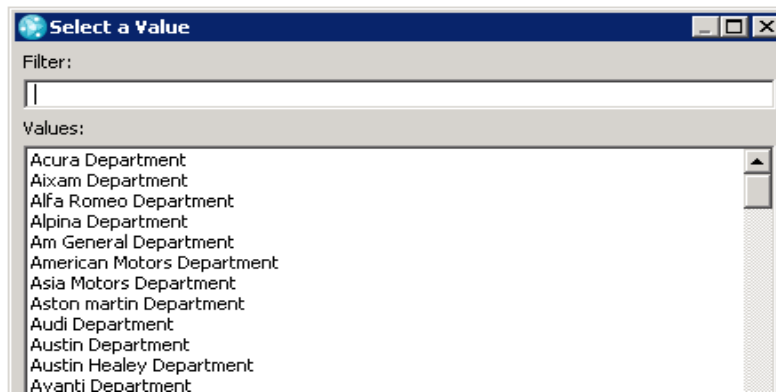 Select a Value
Filter:
Values:
Acura Department
Aixam Department
Alfa Romeo Department
Alpina Department
Am General Department
American Motors Department
Asia Motors Department
Aston martin Department
Audi Department
Austin Department
Austin Healey Department
Avanti Department